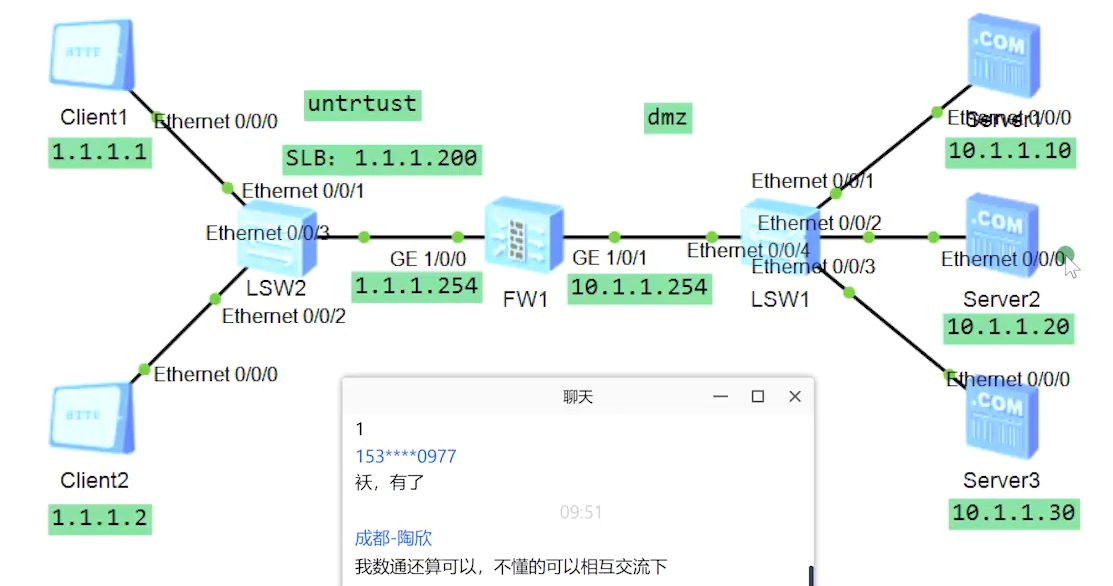 HTTP
Client1
1.1.1.1
Ethernet 0/0/0
untrtust
SLB: 1.1.1.200
dmz
.COM
Server1
Ethernet 0/0/0
10.1.1.10
Ethernet 0/0/1
Ethernet 0/0/3
LSW2
Ethernet 0/0/2
GE 1/0/0
1.1.1.254
FW1
GE 1/0/1
10.1.1.254
Ethernet 0/0/1
Ethernet 0/0/2
Ethernet 0/0/4
Ethernet 0/0/3
LSW1
.COM
Ethernet 0/0/0
Server2
10.1.1.20
Ethernet 0/0/0
HTTP
Client2
1.1.1.2
Ethernet 0/0/0
.COM
Server3
10.1.1.30
聊天
1
153****0977
袄，有了
09:51
成都-陶欣
我数通还算可以，不懂的可以相互交流下